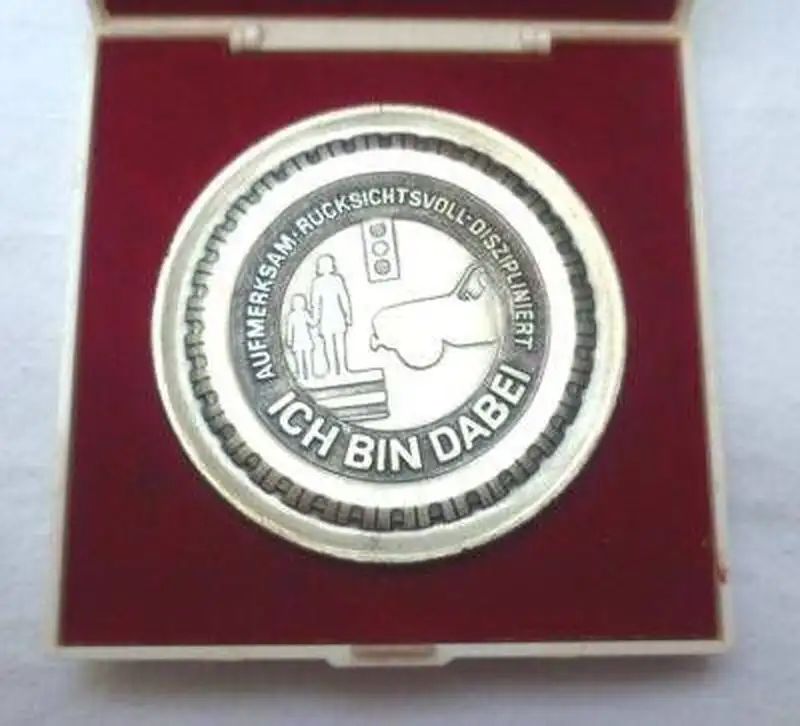 AUFMERKSAM·RÜCKSICHTSVOLL·DISZIPLINIERT
ICH BIN DABEI